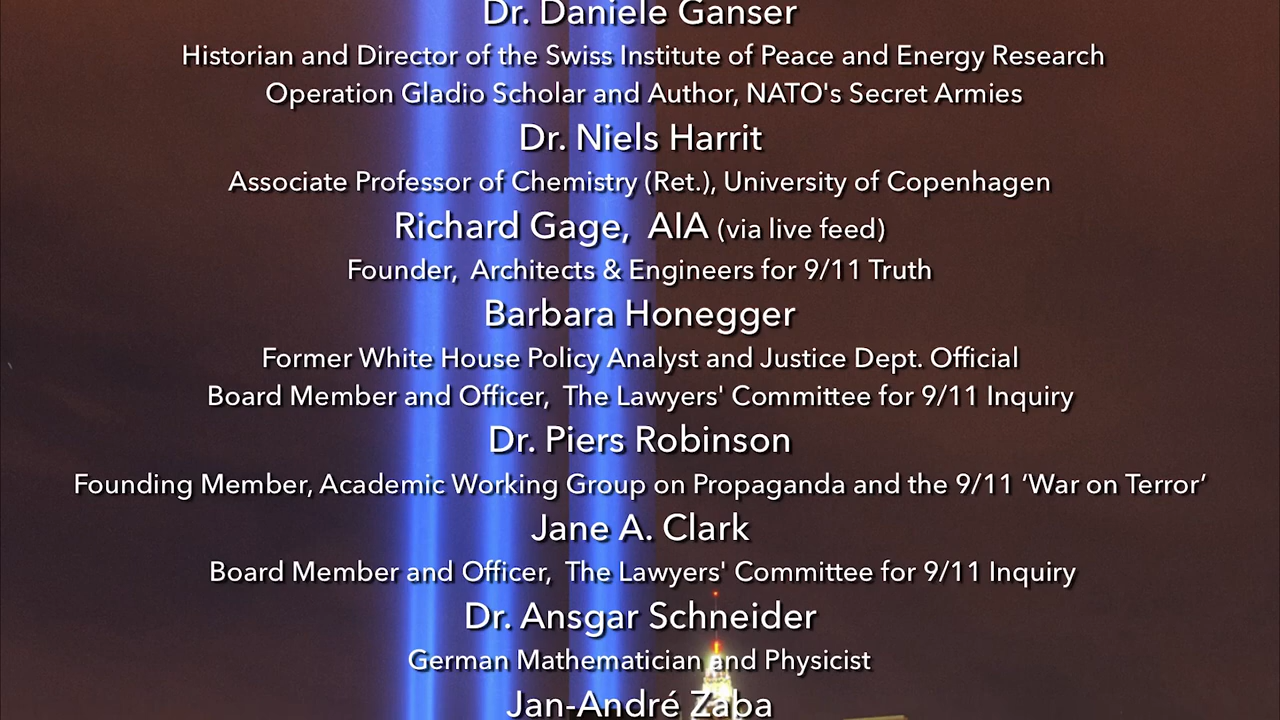 Dr. Daniele Ganser
Historian and Director of the Swiss Institute of Peace and Energy Research
Operation Gladio Scholar and Author, NATO's Secret Armies
Dr. Niels Harrit
Associate Professor of Chemistry (Ret.), University of Copenhagen
Richard Gage, AIA (via live feed)
Founder, Architects & Engineers for 9/11 Truth
Barbara Honegger
Former White House Policy Analyst and Justice Dept. Official
Board Member and Officer, The Lawyers' Committee for 9/11 Inquiry
Dr. Piers Robinson
Founding Member, Academic Working Group on Propaganda and the 9/11 ‘War on Terror’
Jane A. Clark
Board Member and Officer, The Lawyers' Committee for 9/11 Inquiry
Dr. Ansgar Schneider
German Mathematician and Physicist
Jan-André Zaba